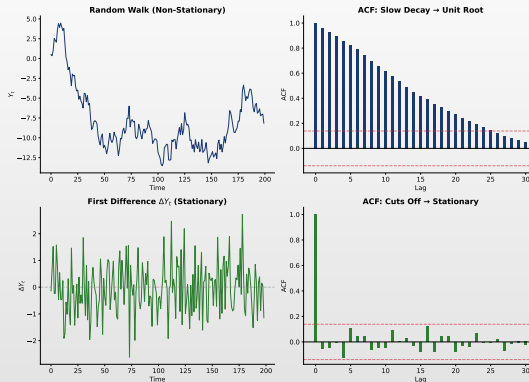 Random Walk (Non-Stationary)
5.0
2.5
0.0
−2.5
−5.0
−7.5
−10.0
−12.5
Y_t
0 25 50 75 100 125 150 175 200
Time
ACF: Slow Decay → Unit Root
1.0
0.8
0.6
0.4
0.2
0.0
ACF
0 5 10 15 20 25 30
Lag
First Difference ΔY_t (Stationary)
2
1
0
−1
−2
ΔY_t
0 25 50 75 100 125 150 175 200
Time
ACF: Cuts Off → Stationary
1.0
0.8
0.6
0.4
0.2
0.0
ACF
0 5 10 15 20 25 30
Lag